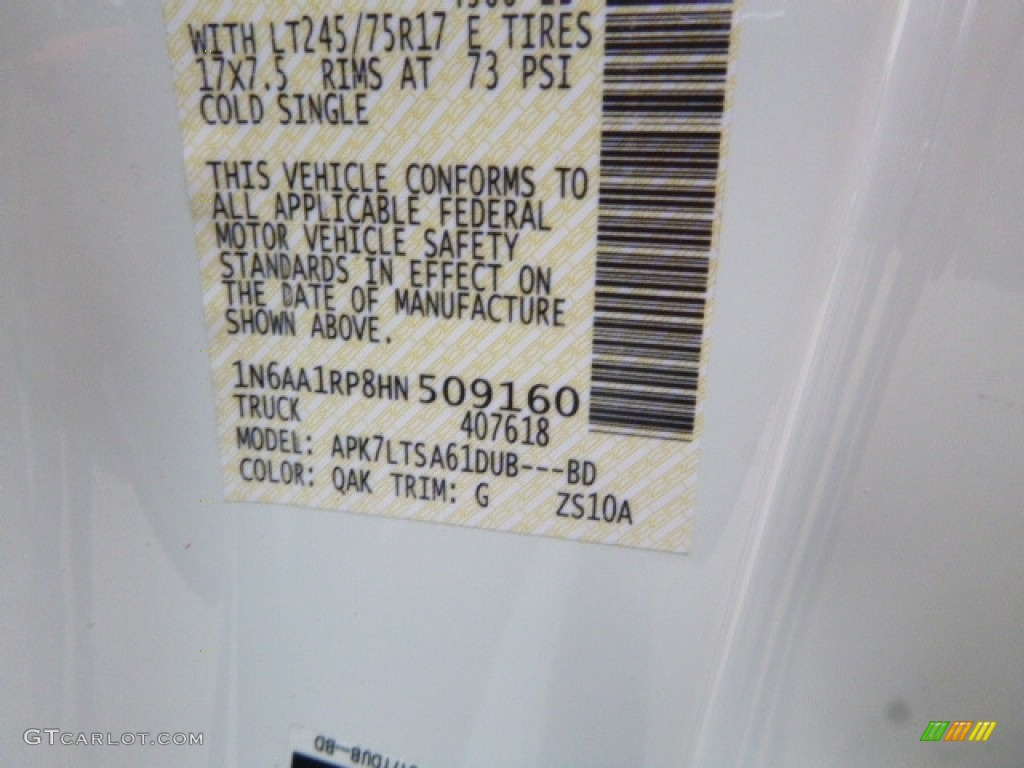 WITH LT245/75R17 E TIRES
17X7.5 RIMS AT 73 PSI
COLD SINGLE
THIS VEHICLE CONFORMS TO
ALL APPLICABLE FEDERAL
MOTOR VEHICLE SAFETY
STANDARDS IN EFFECT ON
THE DATE OF MANUFACTURE
SHOWN ABOVE.
1N6AA1RP8HN 509160
TRUCK 407618
MODEL: APK7LTSA61DUB---BD
COLOR: QAK TRIM: G ZS10A
GTCARLOT.COM